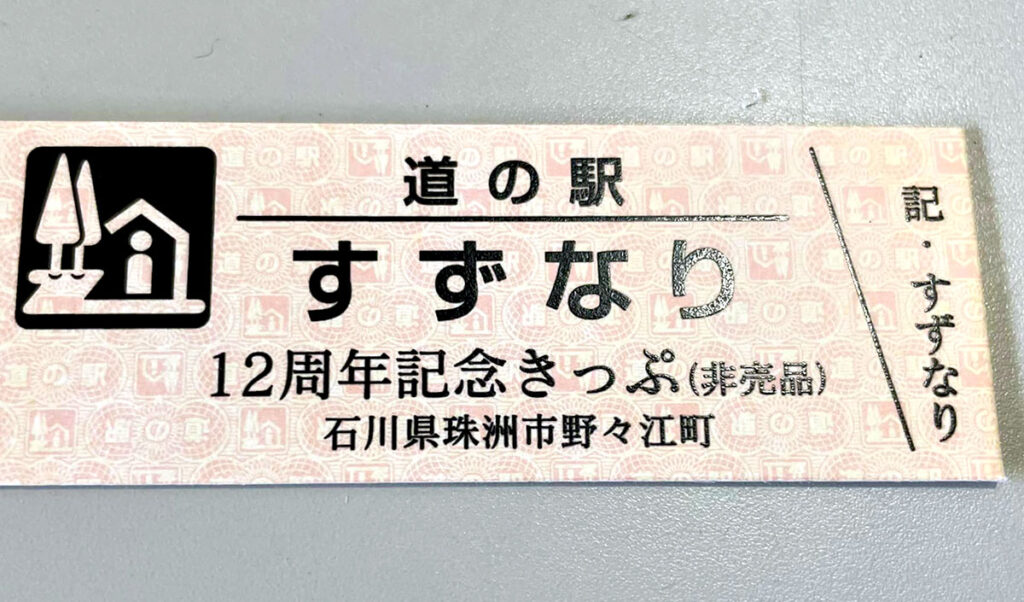 道の駅
すずなり
12周年記念きっぷ(非売品)
石川県珠洲市野々江町
記・すずなり